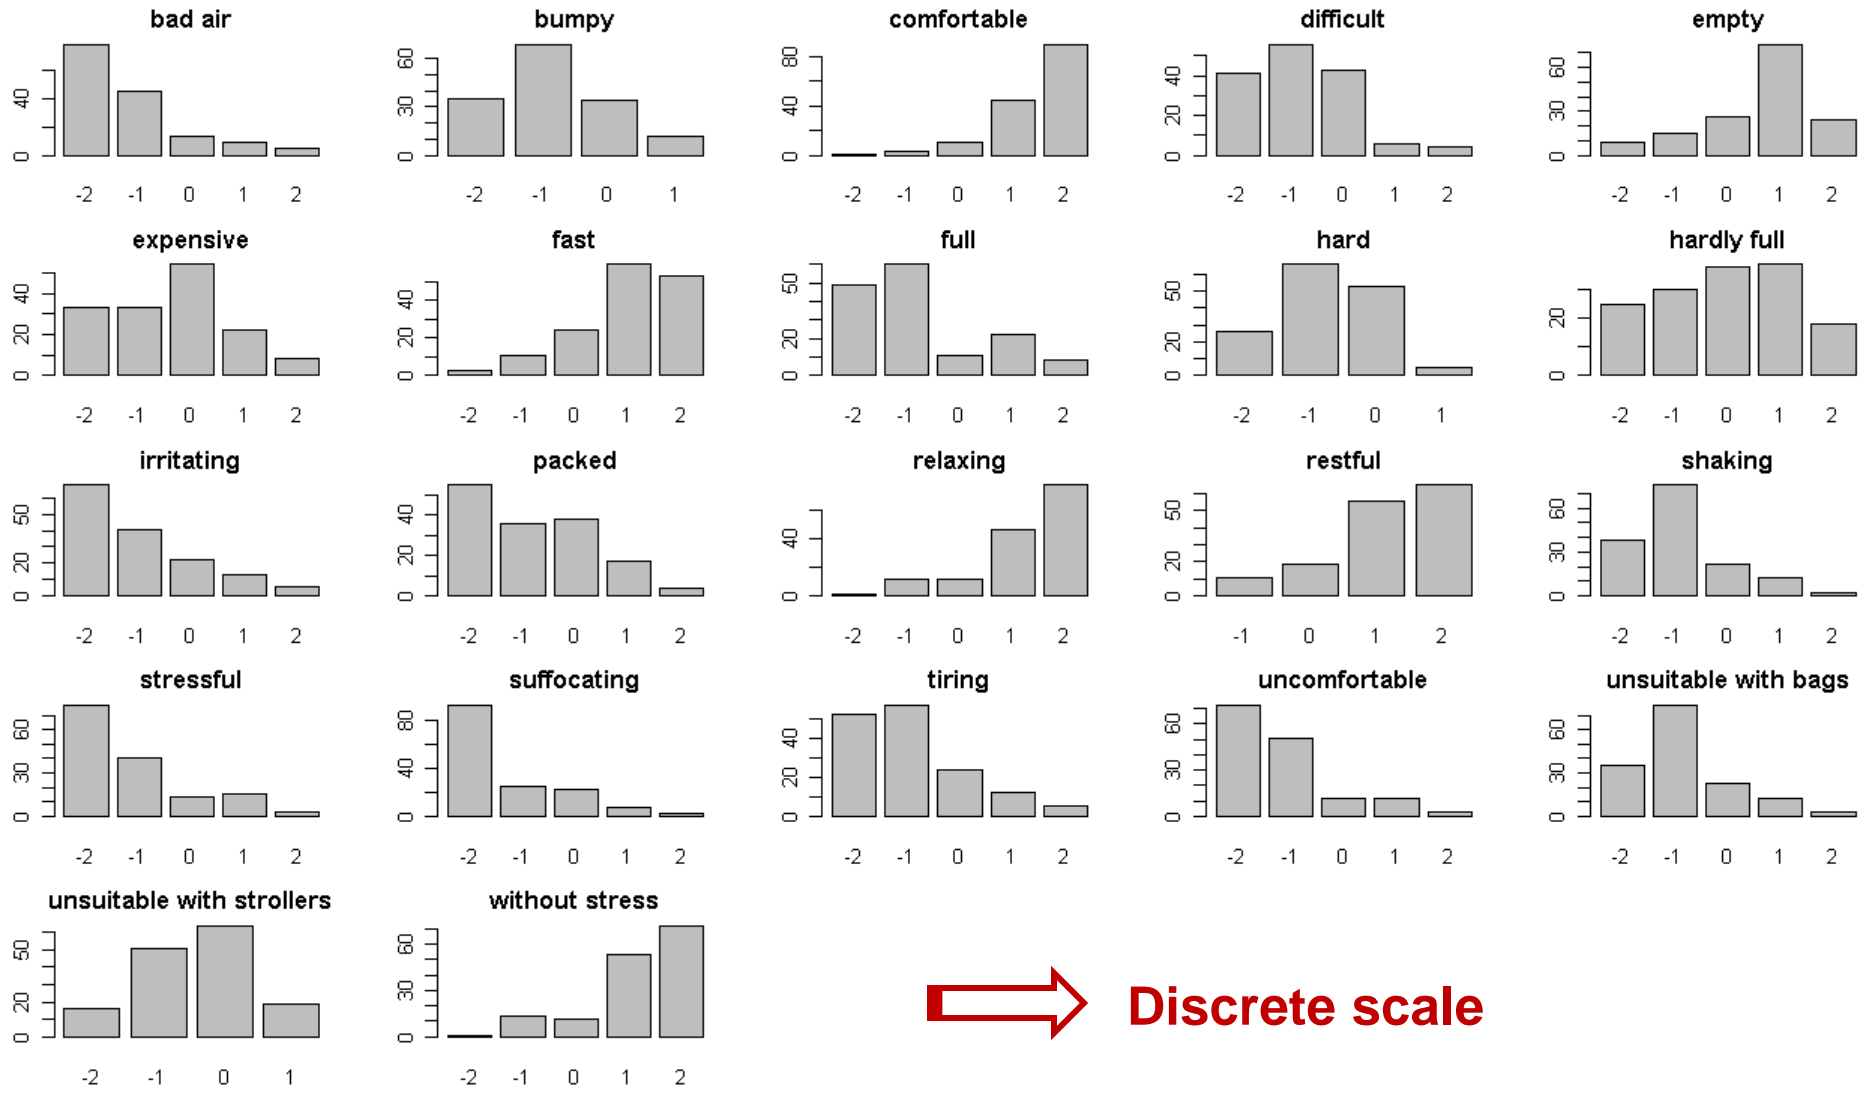 bad air bumpy comfortable difficult empty
0 40
0 30 60
0 40 80
0 20 40
0 30 60
-2 -1 0 1 2
-2 -1 0 1
-2 -1 0 1 2
-2 -1 0 1 2
-2 -1 0 1 2
expensive fast full hard hardly full
0 20 40
0 20 40
0 20 50
0 20 50
0 20
-2 -1 0 1 2
-2 -1 0 1 2
-2 -1 0 1 2
-2 -1 0 1
-2 -1 0 1 2
irritating packed relaxing restful shaking
0 20 50
0 20 40
0 40
0 20 50
0 30 60
-2 -1 0 1 2
-2 -1 0 1 2
-2 -1 0 1 2
-1 0 1 2
-2 -1 0 1 2
stressful suffocating tiring uncomfortable unsuitable with bags
0 30 60
0 40 80
0 20 40
0 30 60
0 30 60
-2 -1 0 1 2
-2 -1 0 1 2
-2 -1 0 1 2
-2 -1 0 1 2
-2 -1 0 1 2
unsuitable with strollers without stress
0 20 50
0 30 60
-2 -1 0 1
-2 -1 0 1 2
Discrete scale